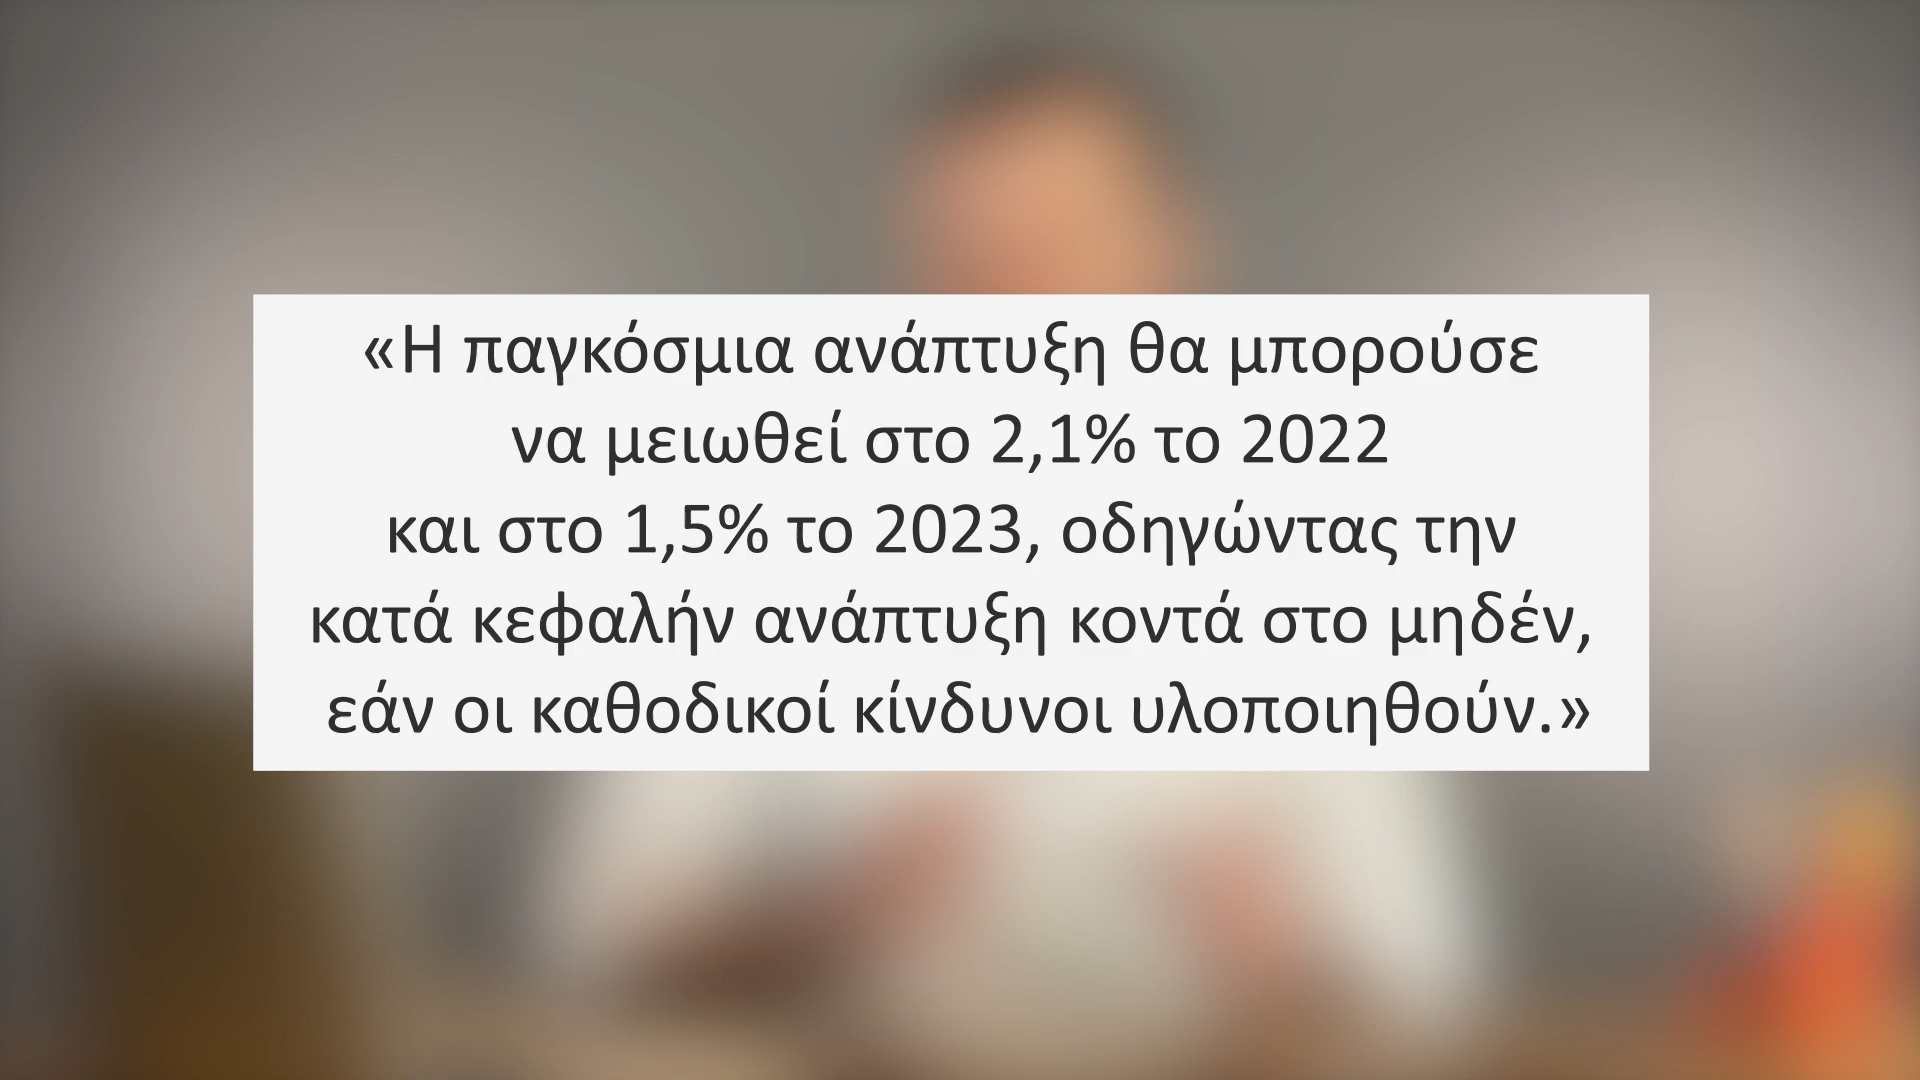 «Η παγκόσμια ανάπτυξη θα μπορούσε
να μειωθεί στο 2,1% το 2022
και στο 1,5% το 2023, οδηγώντας την
κατά κεφαλήν ανάπτυξη κοντά στο μηδέν,
εάν οι καθοδικοί κίνδυνοι υλοποιηθούν.»